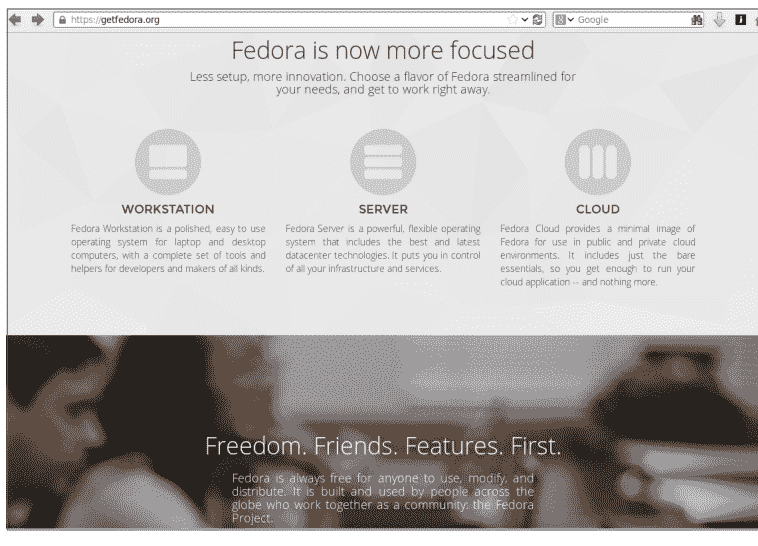 https://getfedora.org
Google
Fedora is now more focused
Less setup, more innovation. Choose a flavor of Fedora streamlined for
your needs, and get to work right away.
WORKSTATION
Fedora Workstation is a polished, easy to use
operating system for laptop and desktop
computers, with a complete set of tools and
helpers for developers and makers of all kinds.
SERVER
Fedora Server is a powerful, flexible operating
system that includes the best and latest
datacenter technologies. It puts you in control
of all your infrastructure and services.
CLOUD
Fedora Cloud provides a minimal image of
Fedora for use in public and private cloud
environments. It includes just the bare
essentials, so you get enough to run your
cloud application -- and nothing more.
Freedom. Friends. Features. First.
Fedora is always free for anyone to use, modify, and
distribute. It is built and used by people across the
globe who work together as a community: the Fedora
Project.